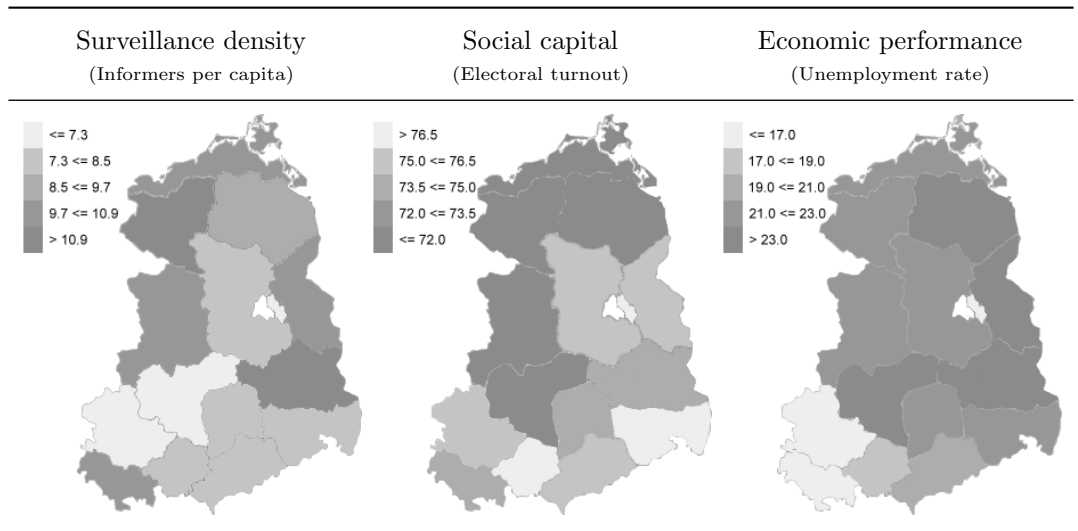 Surveillance density
(Informers per capita)
Social capital
(Electoral turnout)
Economic performance
(Unemployment rate)
<= 7.3
7.3 <= 8.5
8.5 <= 9.7
9.7 <= 10.9
> 10.9
> 76.5
75.0 <= 76.5
73.5 <= 75.0
72.0 <= 73.5
<= 72.0
<= 17.0
17.0 <= 19.0
19.0 <= 21.0
21.0 <= 23.0
> 23.0